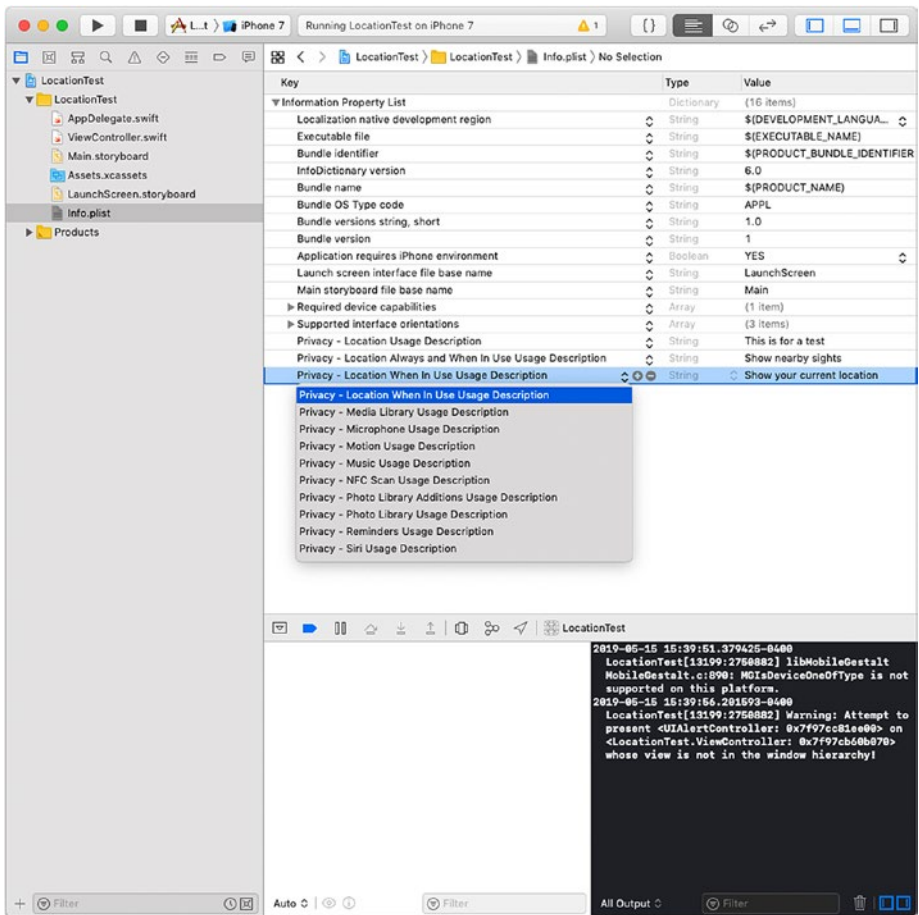 L...t iPhone 7 Running LocationTest on iPhone 7 1
LocationTest LocationTest Info.plist No Selection
LocationTest
LocationTest
AppDelegate.swift
ViewController.swift
Main.storyboard
Assets.xcassets
LaunchScreen.storyboard
Info.plist
Products
Key Type Value
Information Property List Dictionary (16 items)
Localization native development region String $(DEVELOPMENT_LANGUA...
Executable file String $(EXECUTABLE_NAME)
Bundle identifier String $(PRODUCT_BUNDLE_IDENTIFIER
InfoDictionary version String 6.0
Bundle name String $(PRODUCT_NAME)
Bundle OS Type code String APPL
Bundle versions string, short String 1.0
Bundle version String 1
Application requires iPhone environment Boolean YES
Launch screen interface file base name String LaunchScreen
Main storyboard file base name String Main
Required device capabilities Array (1 item)
Supported interface orientations Array (3 items)
Privacy - Location Usage Description String This is for a test
Privacy - Location Always and When In Use Usage Description String Show nearby sights
Privacy - Location When In Use Usage Description String Show your current location
Privacy - Location When In Use Usage Description
Privacy - Media Library Usage Description
Privacy - Microphone Usage Description
Privacy - Motion Usage Description
Privacy - Music Usage Description
Privacy - NFC Scan Usage Description
Privacy - Photo Library Additions Usage Description
Privacy - Photo Library Usage Description
Privacy - Reminders Usage Description
Privacy - Siri Usage Description
LocationTest
2019-05-15 15:39:51.379425-0400
LocationTest[13199:2750882] libMobileGestalt
MobileGestalt.c:890: MGIsDeviceOneOfType is not
supported on this platform.
2019-05-15 15:39:56.201593-0400
LocationTest[13199:2750882] Warning: Attempt to
present <UIAlertController: 0x7f97cc81ee00> on
<LocationTest.ViewController: 0x7f97cb60b070>
whose view is not in the window hierarchy!
Filter Auto Filter All Output Filter